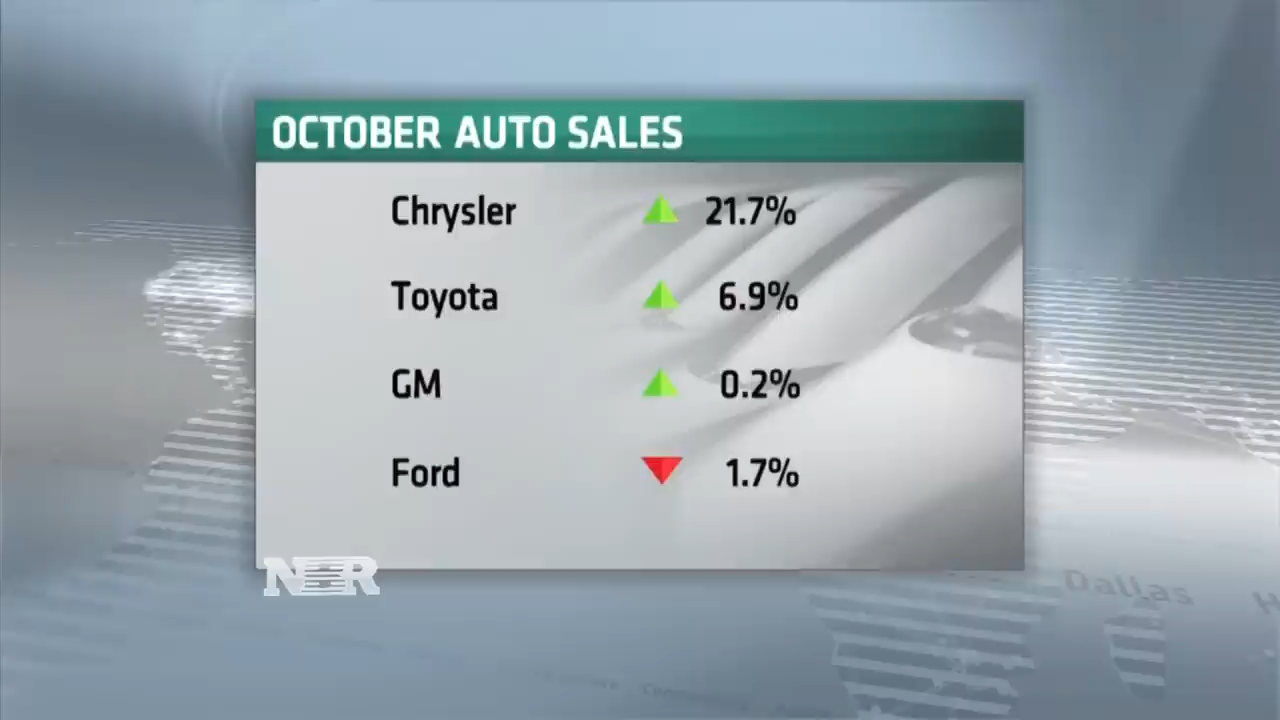 OCTOBER AUTO SALES
Chrysler 21.7%
Toyota 6.9%
GM 0.2%
Ford 1.7%
NBR
Dallas